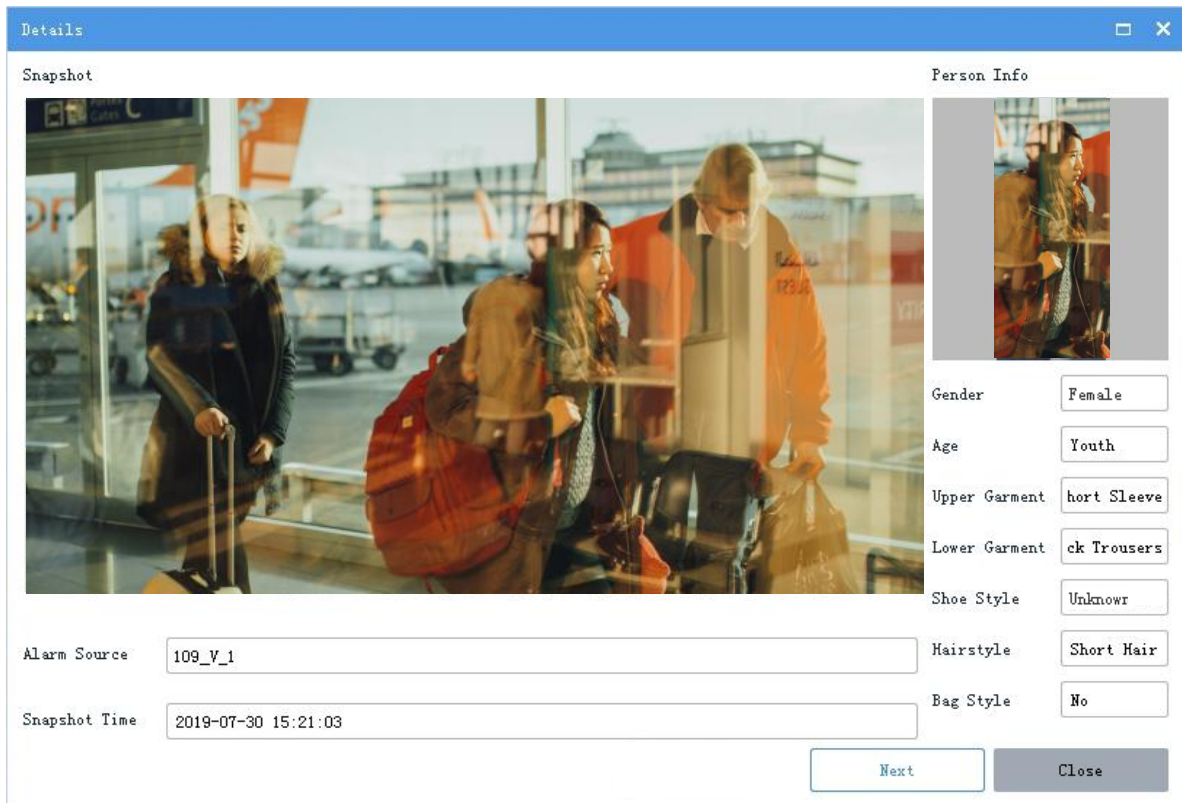 Details
Snapshot
Person Info
Gates C
Gender Female
Age Youth
Upper Garment hort Sleeve
Lower Garment ck Trousers
Shoe Style Unknowr
Alarm Source 109_V_1
Hairstyle Short Hair
Snapshot Time 2019-07-30 15:21:03
Bag Style No
Next
Close